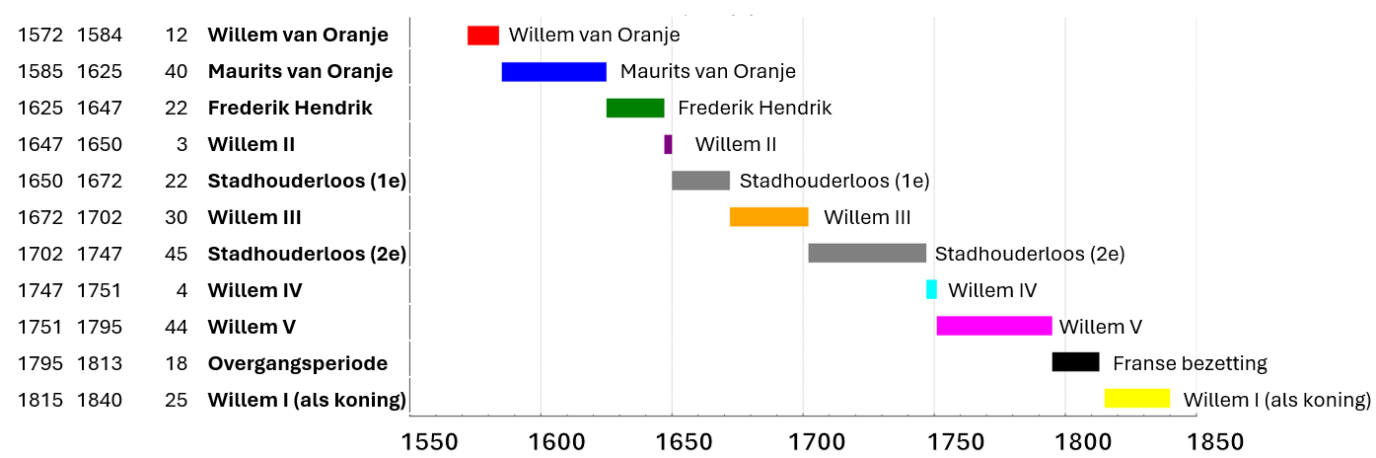 1572 1584 12 Willem van Oranje Willem van Oranje
1585 1625 40 Maurits van Oranje Maurits van Oranje
1625 1647 22 Frederik Hendrik Frederik Hendrik
1647 1650 3 Willem II Willem II
1650 1672 22 Stadhouderloos (1e) Stadhouderloos (1e)
1672 1702 30 Willem III Willem III
1702 1747 45 Stadhouderloos (2e) Stadhouderloos (2e)
1747 1751 4 Willem IV Willem IV
1751 1795 44 Willem V Willem V
1795 1813 18 Overgangsperiode Franse bezetting
1815 1840 25 Willem I (als koning) Willem I (als koning)
1550 1600 1650 1700 1750 1800 1850